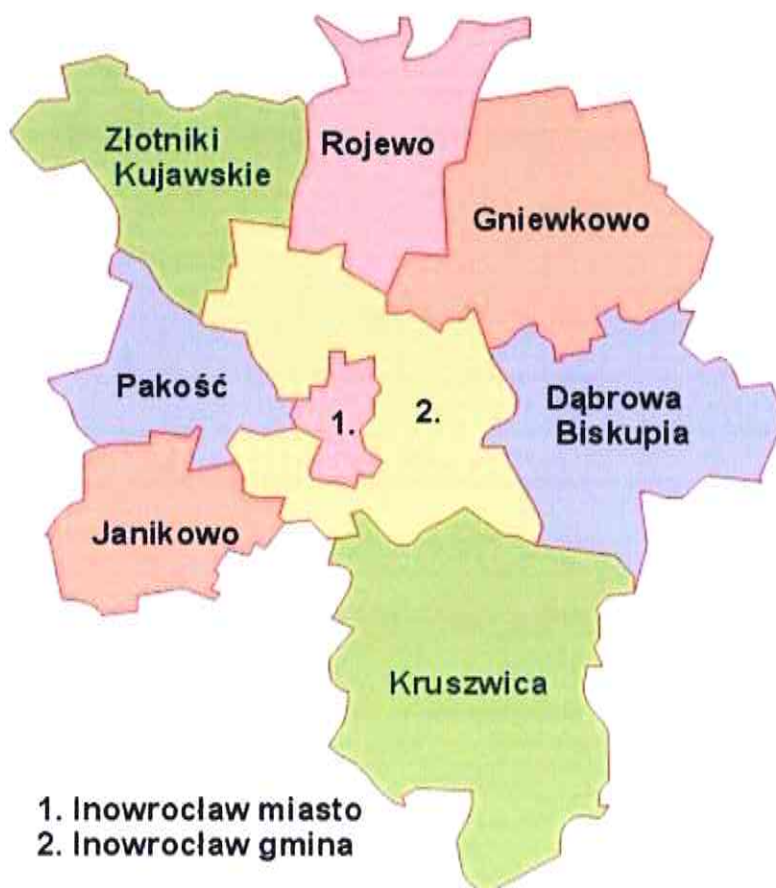 Złotniki
Kujawskie
Rojewo
Gniewkowo
Pakość
1.
2.
Dąbrowa
Biskupia
Janikowo
Kruszwica
1. Inowrocław miasto
2. Inowrocław gmina